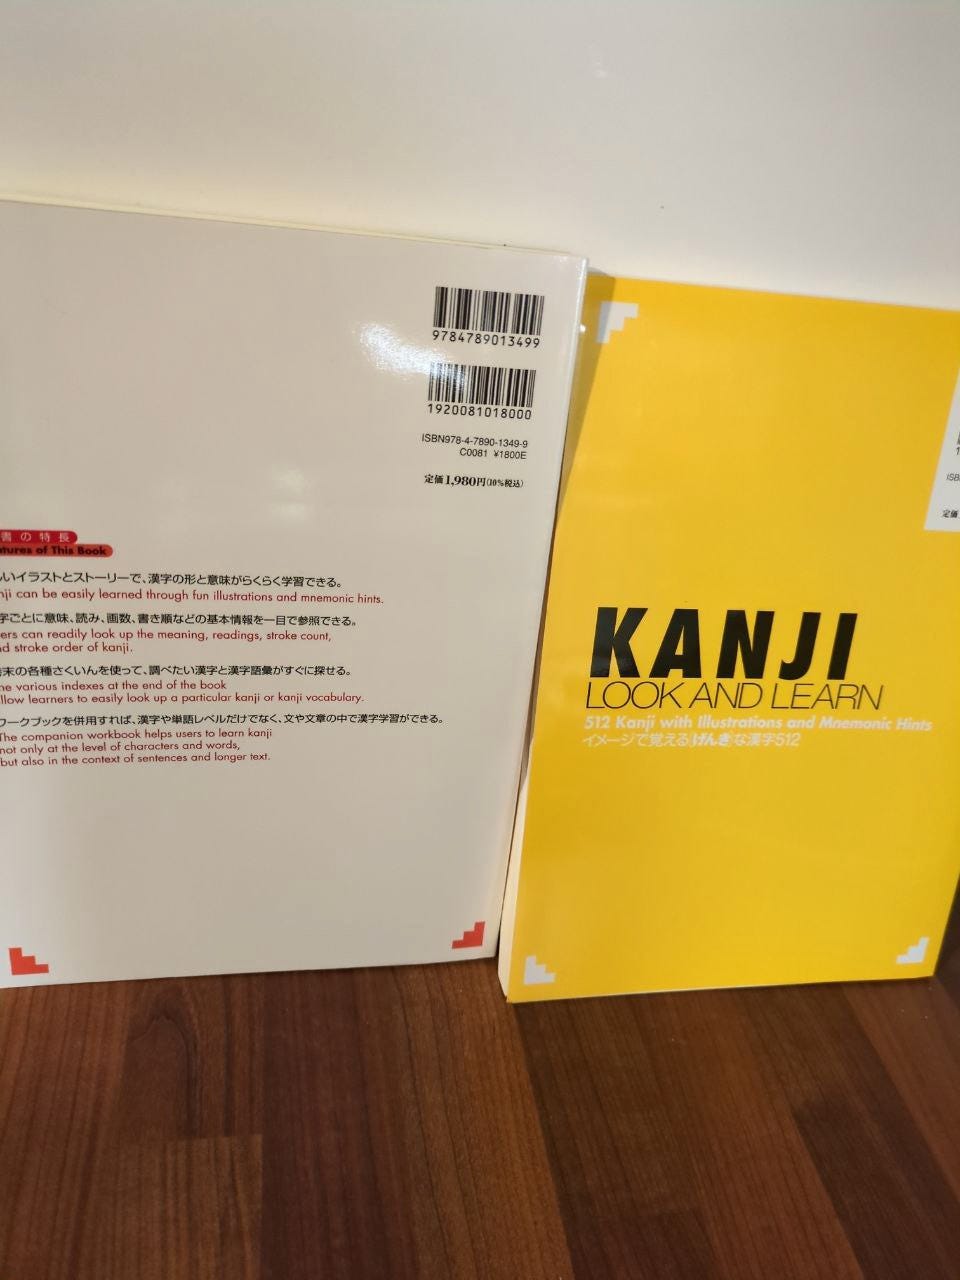 9784789013499
1920081018000
ISBN978-4-7890-1349-9
C0081 ¥1800E
定価1,980円(10%税込)
書の特長
atures of This Book
いイラストとストーリーで、漢字の形と意味がらくらく学習できる。
nji can be easily learned through fun illustrations and mnemonic hints.
字ごとに意味、読み、画数、書き順などの基本情報を一目で参照できる。
ers can readily look up the meaning, readings, stroke count,
nd stroke order of kanji.
末の各種さくいんを使って、調べたい漢字と漢字語彙がすぐに探せる。
he various indexes at the end of the book
llow learners to easily look up a particular kanji or kanji vocabulary.
ワークブックを併用すれば、漢字や単語レベルだけでなく、文や文章の中で漢字学習ができる。
The companion workbook helps users to learn kanji
not only at the level of characters and words,
but also in the context of sentences and longer text.
KANJI
LOOK AND LEARN
512 Kanji with Illustrations and Mnemonic Hints
イメージで覚える[げんき]な漢字512
ISB
定価